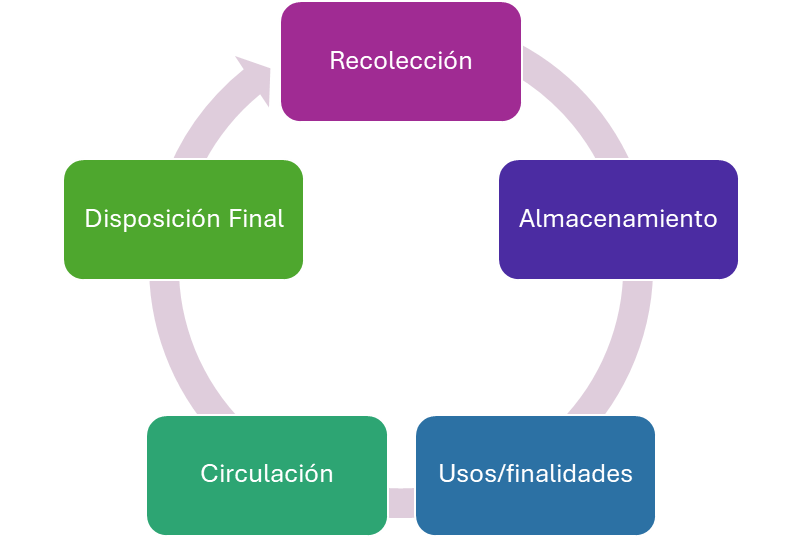 Recolección
Almacenamiento
Usos/finalidades
Circulación
Disposición Final